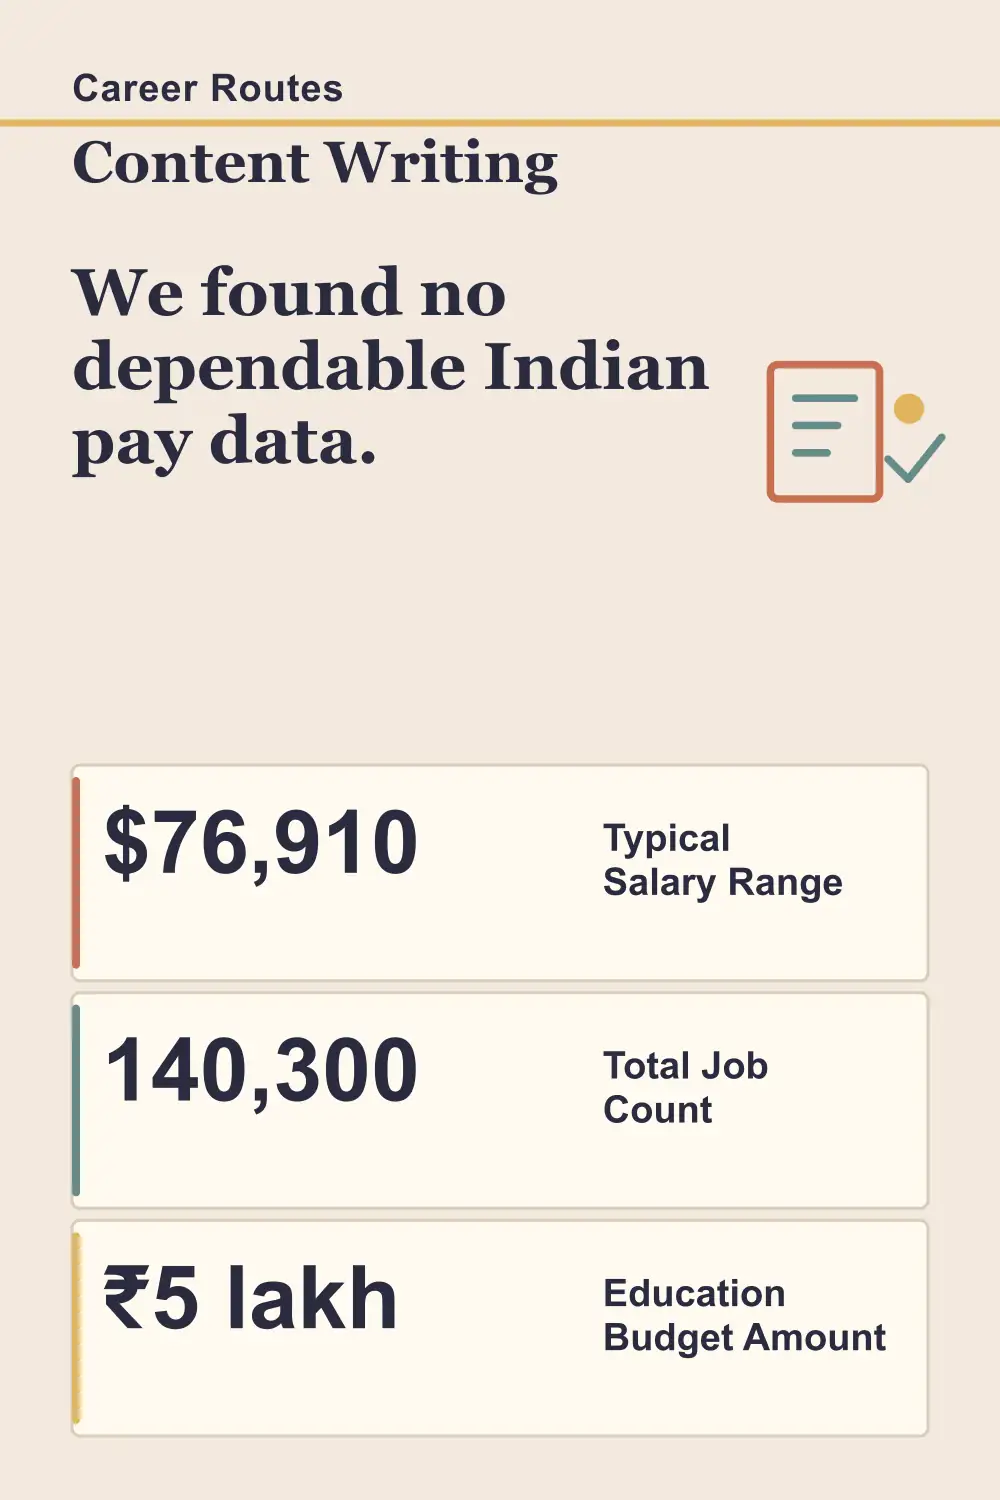 Career Routes
Content Writing
We found no
dependable Indian
pay data.
$76,910
Typical
Salary Range
140,300
Total Job
Count
₹5 lakh
Education
Budget Amount